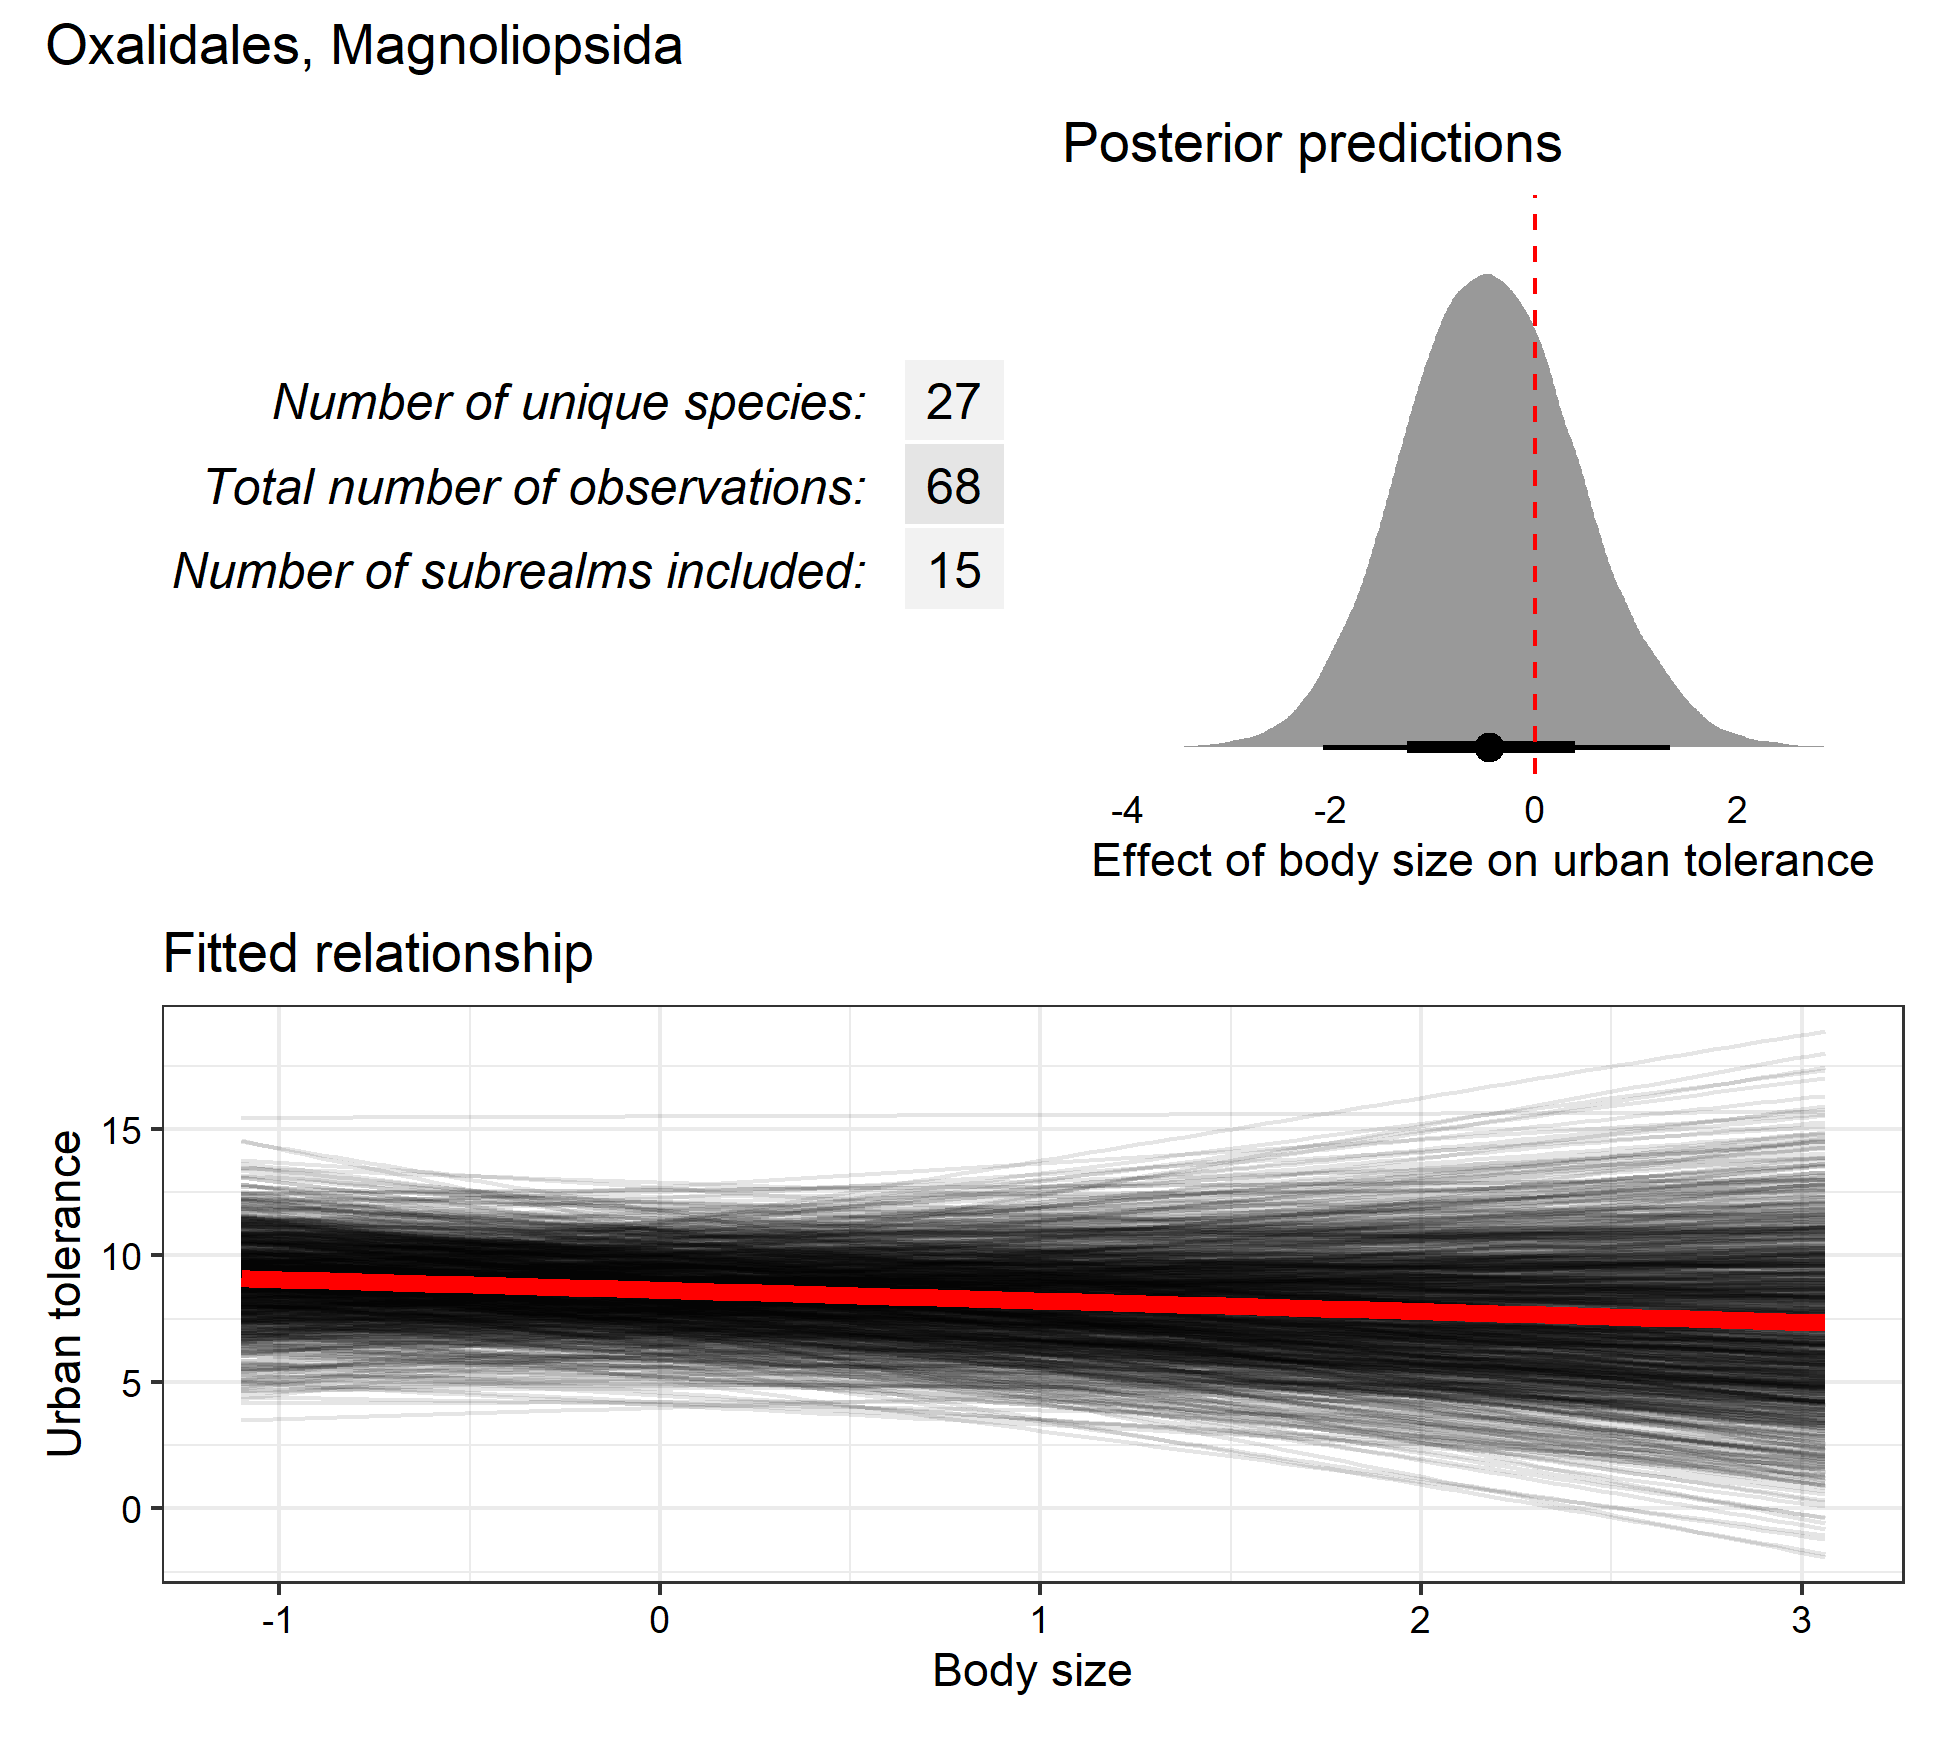 Oxalidales, Magnoliopsida
Number of unique species: 27
Total number of observations: 68
Number of subrealms included: 15
Posterior predictions
-4 -2 0 2
Effect of body size on urban tolerance
Fitted relationship
Urban tolerance
15
10
5
0
-1 0 1 2 3
Body size